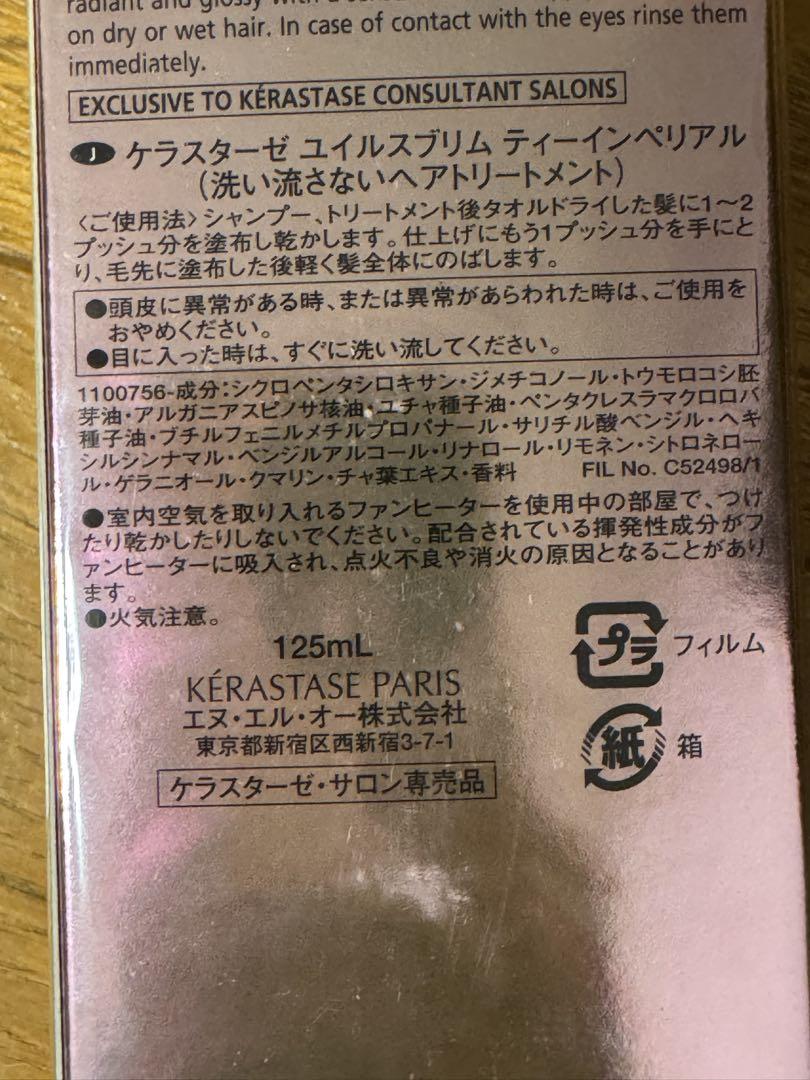 radiant and glossy with a
on dry or wet hair. In case of contact with the eyes rinse them
immediately.
EXCLUSIVE TO KÉRASTASE CONSULTANT SALONS
J ケラスターゼ ユイルスブリム ティーインペリアル
(洗い流さないヘアトリートメント)
〈ご使用法〉シャンプー、トリートメント後タオルドライした髪に1〜2
プッシュ分を塗布し乾かします。仕上げにもう1プッシュ分を手にと
り、毛先に塗布した後軽く髪全体にのばします。
●頭皮に異常がある時、または異常があらわれた時は、ご使用を
おやめください。
●目に入った時は、すぐに洗い流してください。
1100756-成分:シクロペンタシロキサン・ジメチコノール・トウモロコシ胚
芽油・アルガニアスピノサ核油・ユチャ種子油・ペンタクレスラマクロロバ
種子油・ブチルフェニルメチルプロパナール・サリチル酸ベンジル・ヘキ
シルシンナマル・ベンジルアルコール・リナロール・リモネン・シトロネロー
ル・ゲラニオール・クマリン・チャ葉エキス・香料 FIL No. C52498/1
●室内空気を取り入れるファンヒーターを使用中の部屋で、つけ
たり乾かしたりしないでください。配合されている揮発性成分がフ
ァンヒーターに吸入され、点火不良や消火の原因となることがあり
ます。
●火気注意。
125mL
KÉRASTASE PARIS
エヌ・エル・オー株式会社
東京都新宿区西新宿3-7-1
ケラスターゼ・サロン専売品
プラ フィルム
紙 箱